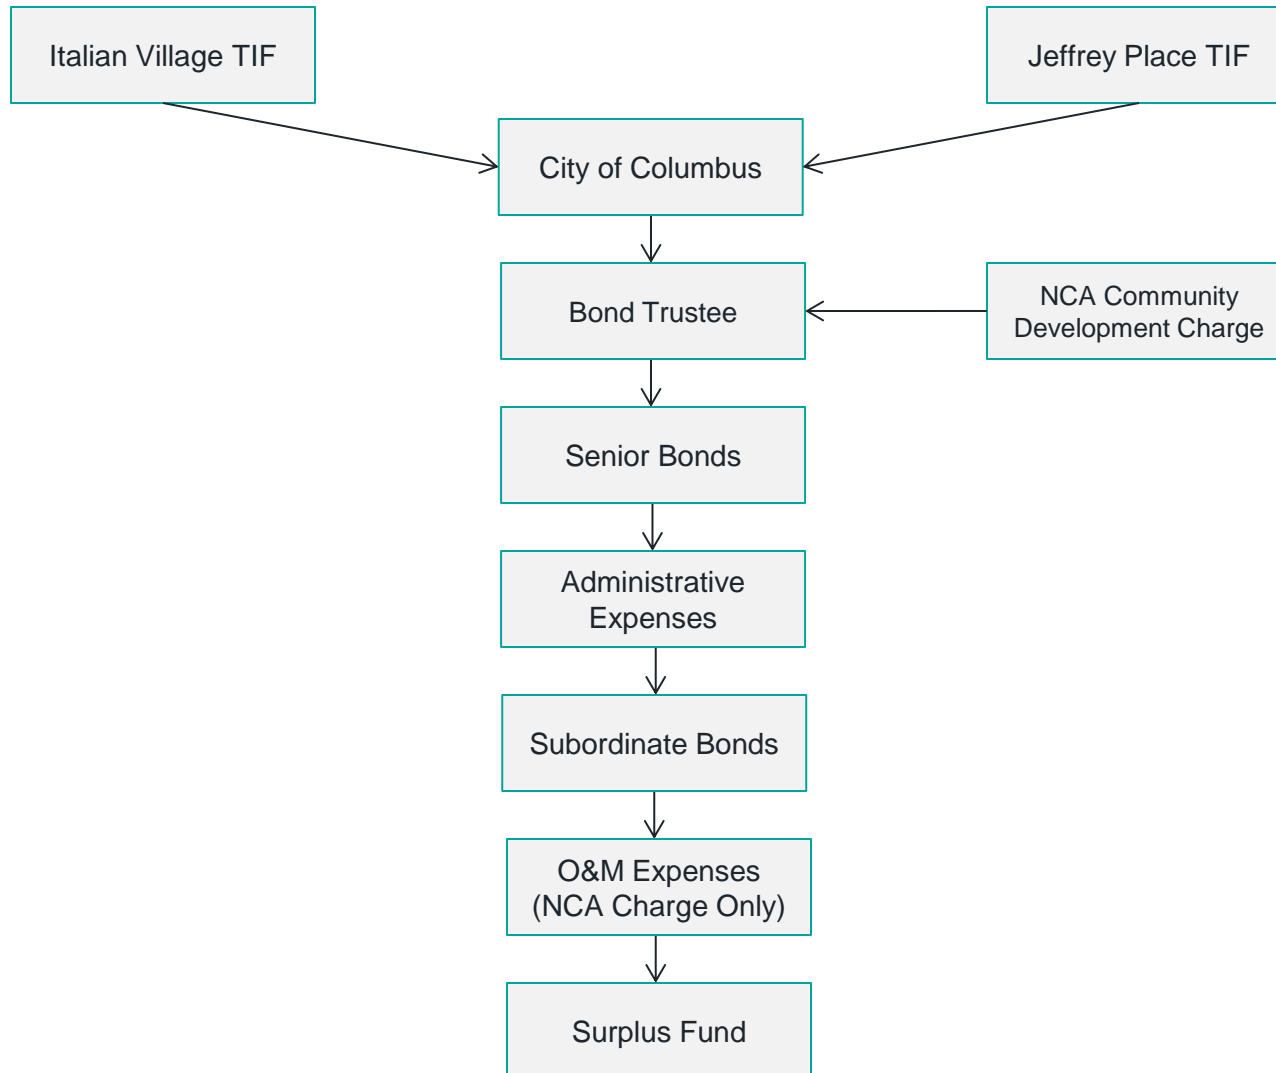 Italian Village TIF
Jeffrey Place TIF
City of Columbus
Bond Trustee
NCA Community
Development Charge
Senior Bonds
Administrative
Expenses
Subordinate Bonds
O&M Expenses
(NCA Charge Only)
Surplus Fund